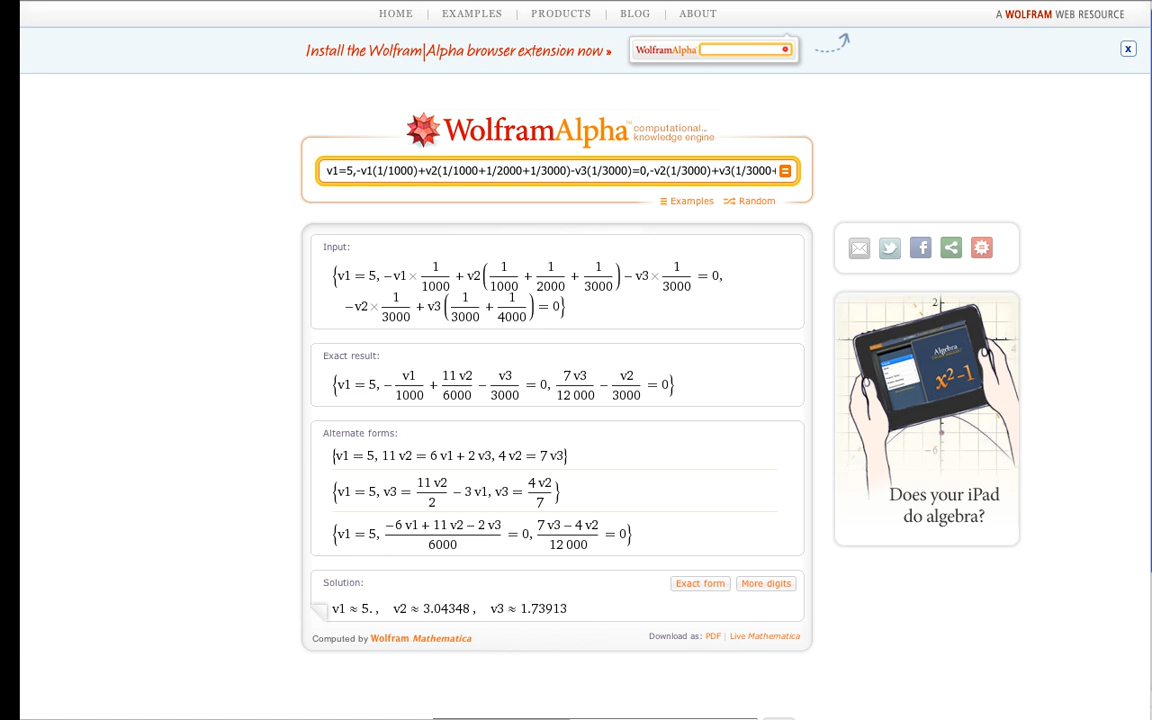 HOME | EXAMPLES | PRODUCTS | BLOG | ABOUT
A WOLFRAM WEB RESOURCE
Install the Wolfram|Alpha browser extension now »
WolframAlpha
x
WolframAlpha™ computational... knowledge engine
v1=5,-v1(1/1000)+v2(1/1000+1/2000+1/3000)-v3(1/3000)=0,-v2(1/3000)+v3(1/3000+
Examples Random
Input:
{v1 = 5, −v1 × 1/1000 + v2 (1/1000 + 1/2000 + 1/3000) − v3 × 1/3000 = 0,
−v2 × 1/3000 + v3 (1/3000 + 1/4000) = 0}
Exact result:
{v1 = 5, − v1/1000 + 11 v2/6000 − v3/3000 = 0, 7 v3/12 000 − v2/3000 = 0}
Alternate forms:
{v1 = 5, 11 v2 = 6 v1 + 2 v3, 4 v2 = 7 v3}
{v1 = 5, v3 = 11 v2/2 − 3 v1, v3 = 4 v2/7}
{v1 = 5, −6 v1 + 11 v2 − 2 v3/6000 = 0, 7 v3 − 4 v2/12 000 = 0}
Solution:
Exact form More digits
v1 ≈ 5. , v2 ≈ 3.04348 , v3 ≈ 1.73913
Computed by Wolfram Mathematica
Download as: PDF | Live Mathematica
2
Algebra
x²-1
−6
Does your iPad
do algebra?